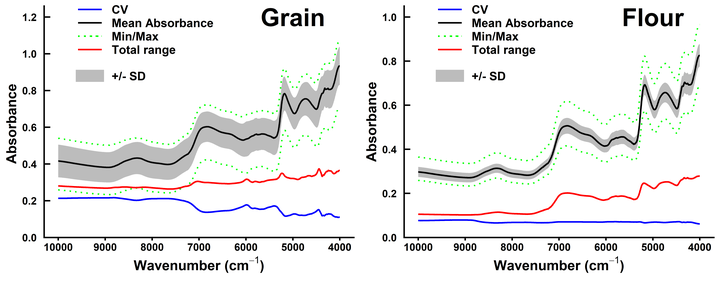 Grain
CV
Mean Absorbance
Min/Max
Total range
+/- SD
Absorbance
1.2
1.0
0.8
0.6
0.4
0.2
0.0
10000 9000 8000 7000 6000 5000 4000
Wavenumber (cm⁻¹)
Flour
CV
Mean Absorbance
Min/Max
Total range
+/- SD
Absorbance
1.0
0.8
0.6
0.4
0.2
0.0
10000 9000 8000 7000 6000 5000 4000
Wavenumber (cm⁻¹)